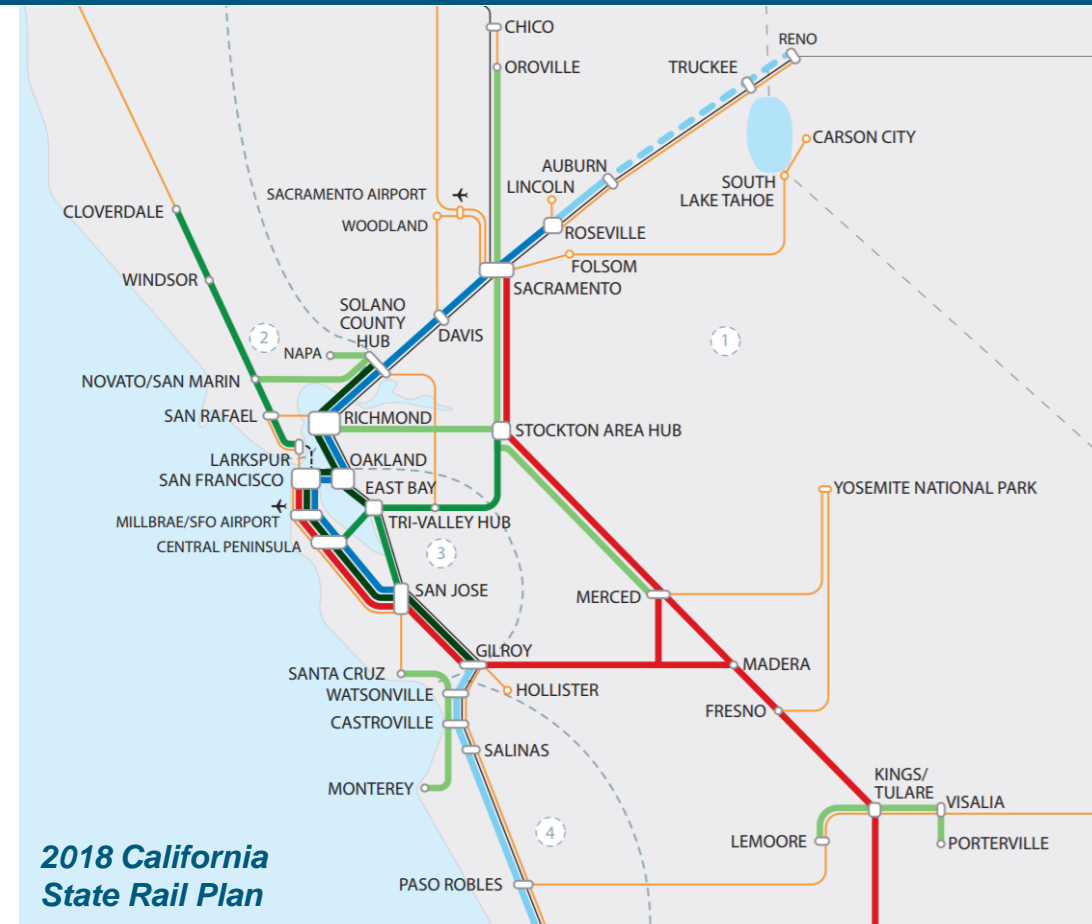 CHICO
RENO
OROVILLE
TRUCKEE
CARSON CITY
AUBURN
LINCOLN
SOUTH
LAKE TAHOE
SACRAMENTO AIRPORT
WOODLAND
CLOVERDALE
ROSEVILLE
FOLSOM
SACRAMENTO
WINDSOR
SOLANO
COUNTY
HUB
DAVIS
2
1
NAPA
NOVATO/SAN MARIN
SAN RAFAEL
RICHMOND
STOCKTON AREA HUB
LARKSPUR
OAKLAND
SAN FRANCISCO
EAST BAY
YOSEMITE NATIONAL PARK
MILLBRAE/SFO AIRPORT
TRI-VALLEY HUB
CENTRAL PENINSULA
3
SAN JOSE
MERCED
GILROY
MADERA
SANTA CRUZ
WATSONVILLE
HOLLISTER
FRESNO
CASTROVILLE
SALINAS
MONTEREY
KINGS/
TULARE
VISALIA
4
LEMOORE
PORTERVILLE
PASO ROBLES
2018 California
State Rail Plan